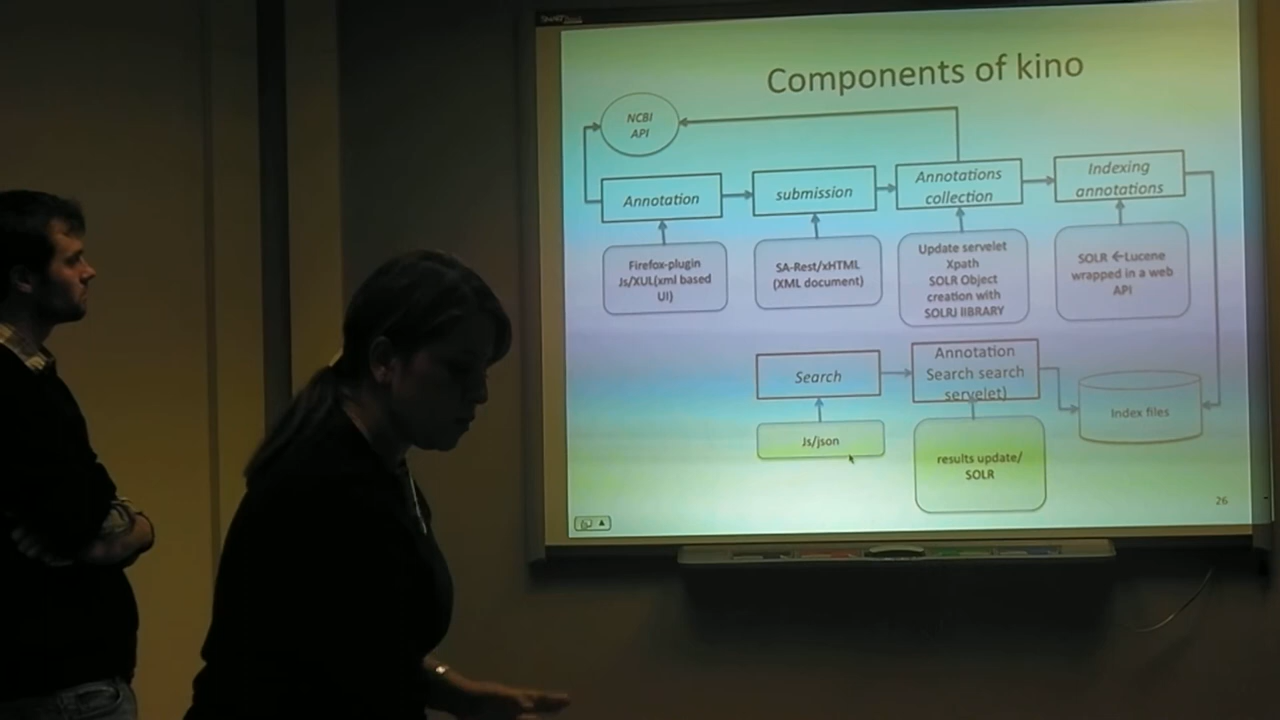 Components of kino
NCBI
API
Annotation
submission
Annotations
collection
Indexing
annotations
Firefox-plugin
Js/XUL(xml based
UI)
SA-Rest/xHTML
(XML document)
Update servelet
Xpath
SOLR Object
creation with
SOLRJ lIBRARY
SOLR ←Lucene
wrapped in a web
API
Search
Annotation
Search search
servelet)
Index files
Js/json
results update/
SOLR
26